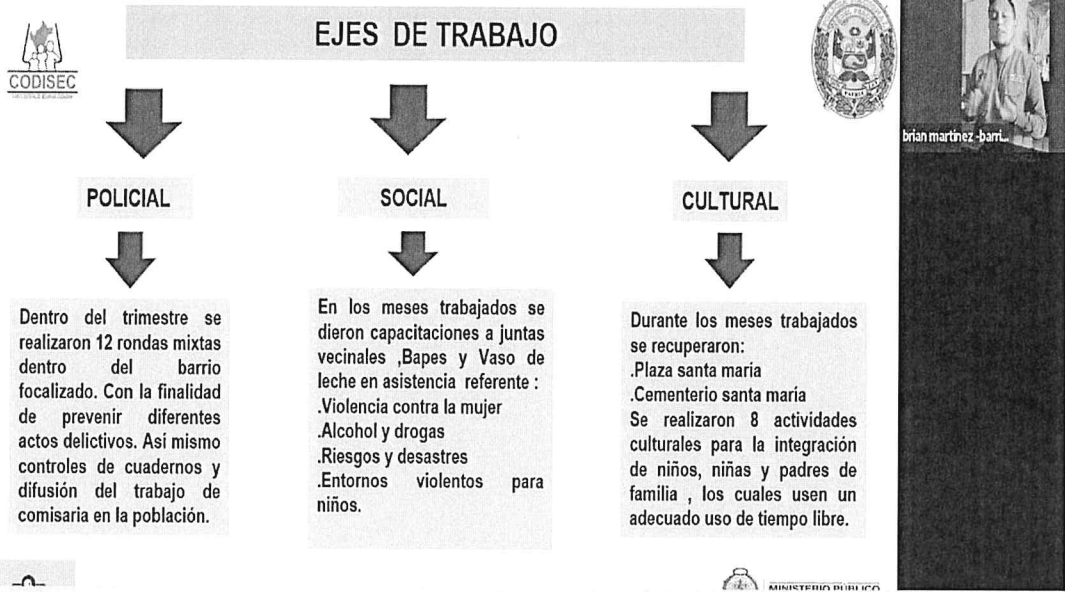 EJES DE TRABAJO
CODISEC
PATRIA
brian martinez -barri...
POLICIAL
SOCIAL
CULTURAL
Dentro del trimestre se
realizaron 12 rondas mixtas
dentro del barrio
focalizado. Con la finalidad
de prevenir diferentes
actos delictivos. Así mismo
controles de cuadernos y
difusión del trabajo de
comisaria en la población.
En los meses trabajados se
dieron capacitaciones a juntas
vecinales ,Bapes y Vaso de
leche en asistencia referente :
.Violencia contra la mujer
.Alcohol y drogas
.Riesgos y desastres
.Entornos violentos para
niños.
Durante los meses trabajados
se recuperaron:
.Plaza santa maria
.Cementerio santa maría
Se realizaron 8 actividades
culturales para la integración
de niños, niñas y padres de
familia , los cuales usen un
adecuado uso de tiempo libre.
MINISTERIO PUBLICO